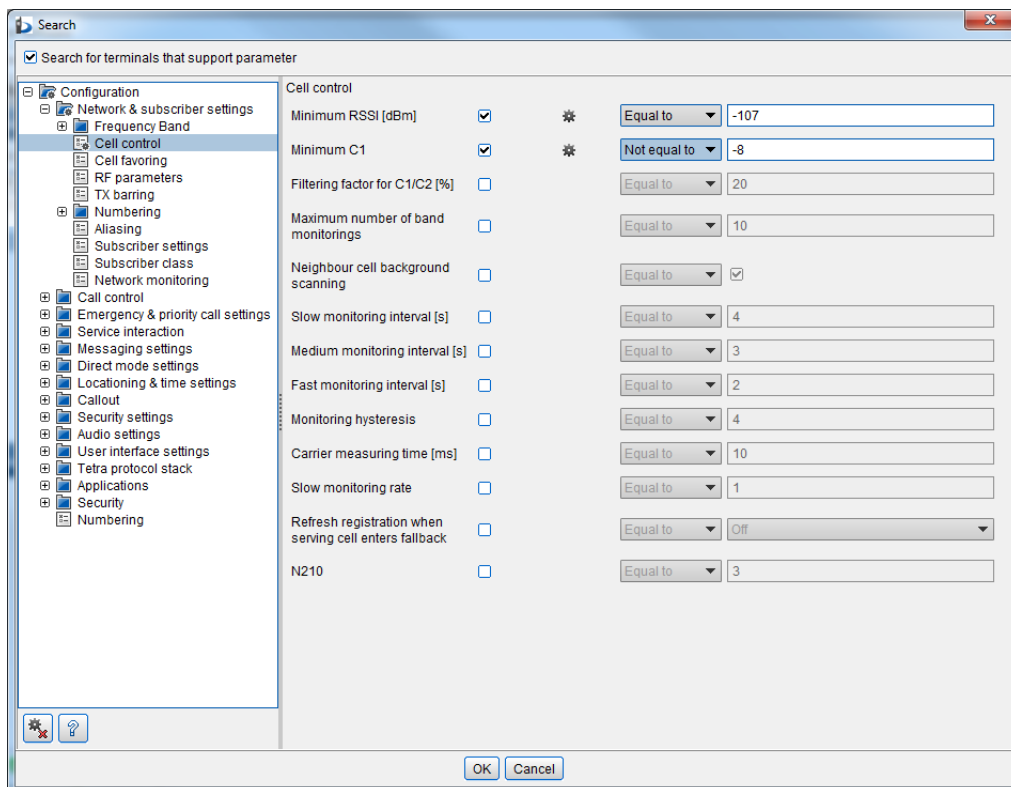 Search
Search for terminals that support parameter
Configuration
Network & subscriber settings
Frequency Band
Cell control
Cell favoring
RF parameters
TX barring
Numbering
Aliasing
Subscriber settings
Subscriber class
Network monitoring
Call control
Emergency & priority call settings
Service interaction
Messaging settings
Direct mode settings
Locationing & time settings
Callout
Security settings
Audio settings
User interface settings
Tetra protocol stack
Applications
Security
Numbering
Cell control
Minimum RSSI [dBm] Equal to -107
Minimum C1 Not equal to -8
Filtering factor for C1/C2 [%] Equal to 20
Maximum number of band
monitorings Equal to 10
Neighbour cell background
scanning Equal to
Slow monitoring interval [s] Equal to 4
Medium monitoring interval [s] Equal to 3
Fast monitoring interval [s] Equal to 2
Monitoring hysteresis Equal to 4
Carrier measuring time [ms] Equal to 10
Slow monitoring rate Equal to 1
Refresh registration when
serving cell enters fallback Equal to Off
N210 Equal to 3
?
OK Cancel